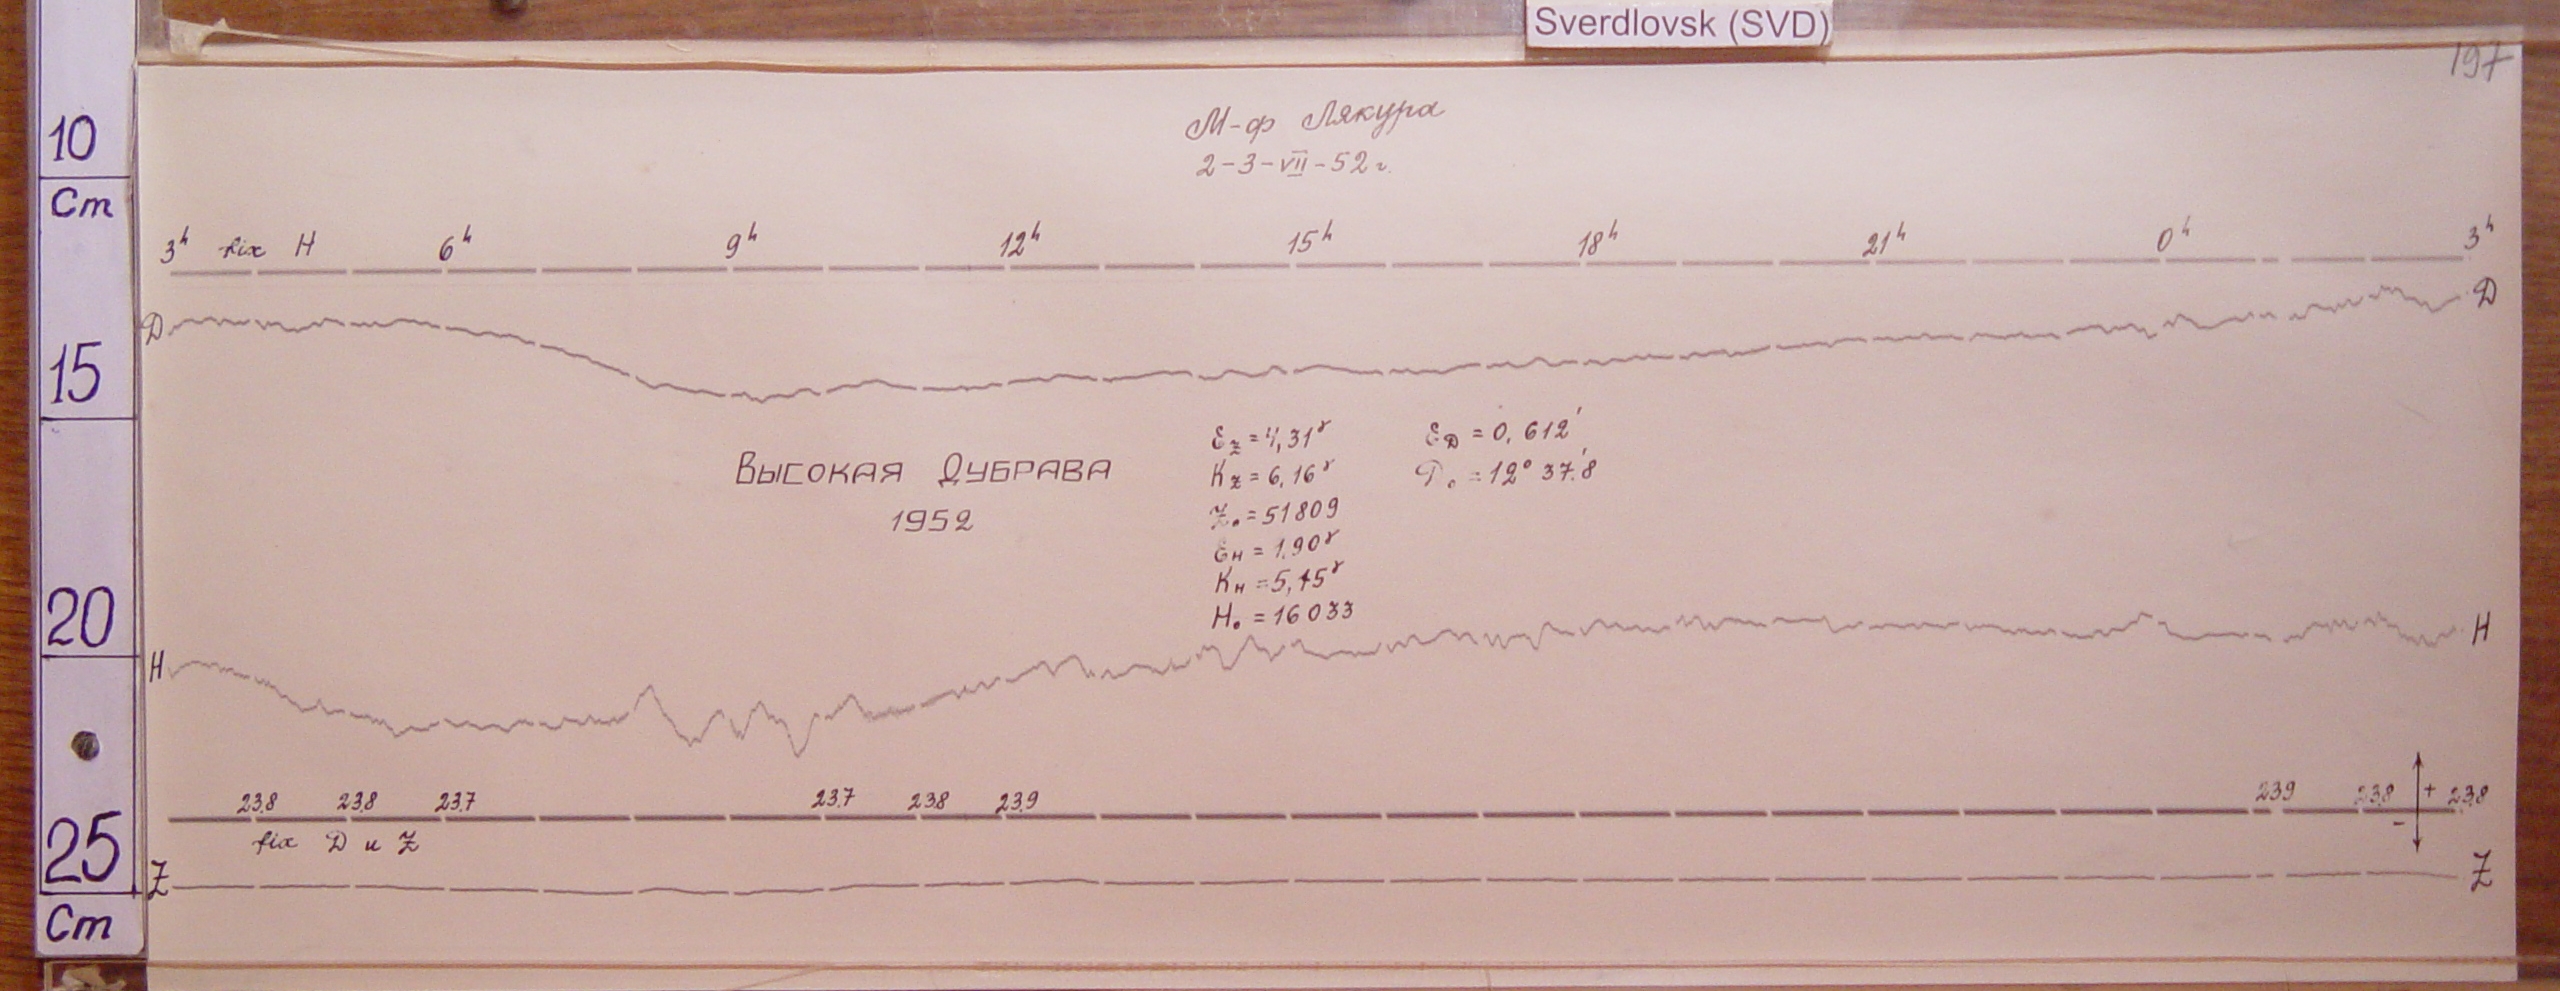 Sverdlovsk (SVD)
197
М-ф Лякура
2-3-VII-52 г.
3ʰ fix H 6ʰ 9ʰ 12ʰ 15ʰ 18ʰ 21ʰ 0ʰ 3ʰ
D D
Ɛz = 4,31ᵞ ƐD = 0,612′
Kz = 6,16ᵞ D₀ = 12° 37.′8
Высокая Дубрава
1952
Z₀ = 51809
ƐH = 1.90ᵞ
KH = 5,45ᵞ
H₀ = 16033
H H
23.8 23.8 23.7 23.7 23.8 23.9 23.9 23.8 + 23.8
-
fix D и Z
Z Z
10
Cm
15
20
25
Cm